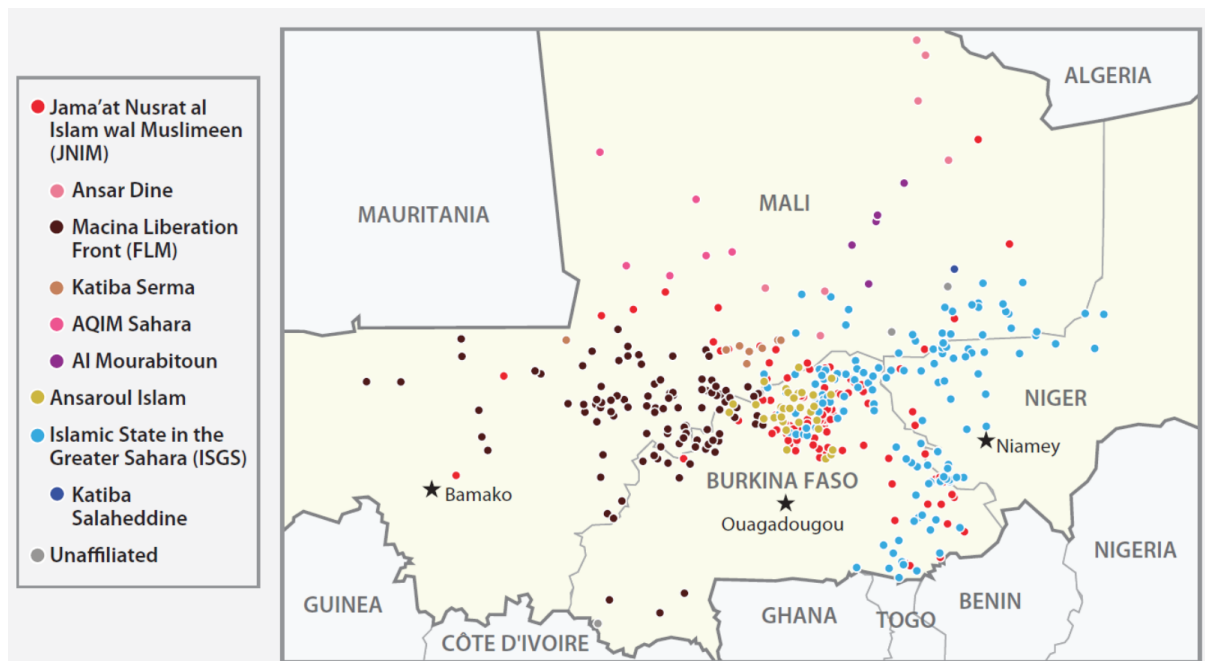 Jama’at Nusrat al
Islam wal Muslimeen
(JNIM)
Ansar Dine
Macina Liberation
Front (FLM)
Katiba Serma
AQIM Sahara
Al Mourabitoun
Ansaroul Islam
Islamic State in the
Greater Sahara (ISGS)
Katiba
Salaheddine
Unaffiliated
ALGERIA
MAURITANIA
MALI
NIGER
Niamey
BURKINA FASO
Bamako
Ouagadougou
NIGERIA
GUINEA
CÔTE D'IVOIRE
GHANA
TOGO
BENIN